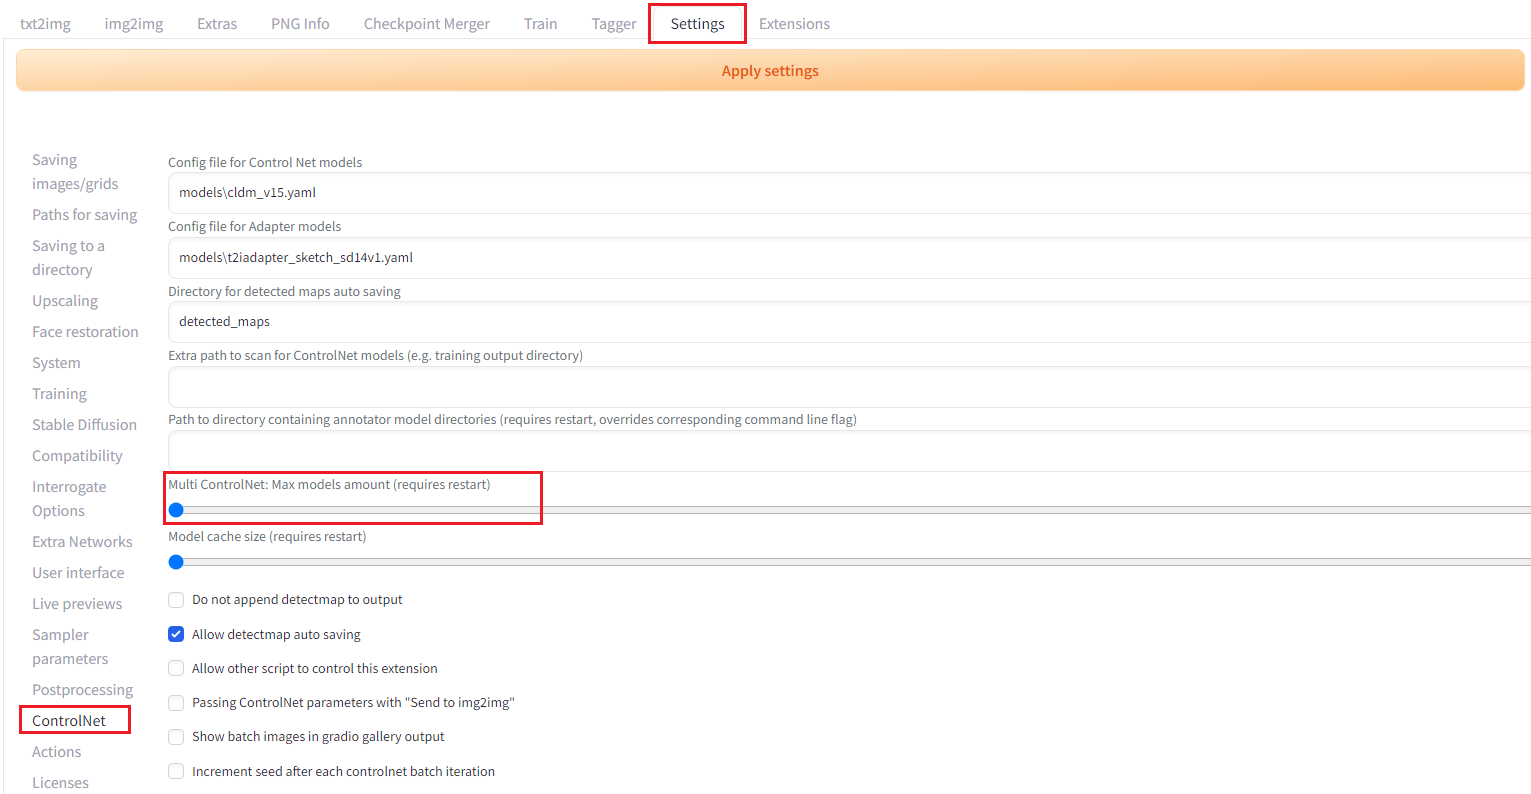 txt2img img2img Extras PNG Info Checkpoint Merger Train Tagger Settings Extensions
Apply settings
Saving
images/grids
Paths for saving
Saving to a
directory
Upscaling
Face restoration
System
Training
Stable Diffusion
Compatibility
Interrogate
Options
Extra Networks
User interface
Live previews
Sampler
parameters
Postprocessing
ControlNet
Actions
Licenses
Config file for Control Net models
models\cldm_v15.yaml
Config file for Adapter models
models\t2iadapter_sketch_sd14v1.yaml
Directory for detected maps auto saving
detected_maps
Extra path to scan for ControlNet models (e.g. training output directory)
Path to directory containing annotator model directories (requires restart, overrides corresponding command line flag)
Multi ControlNet: Max models amount (requires restart)
Model cache size (requires restart)
Do not append detectmap to output
Allow detectmap auto saving
Allow other script to control this extension
Passing ControlNet parameters with "Send to img2img"
Show batch images in gradio gallery output
Increment seed after each controlnet batch iteration